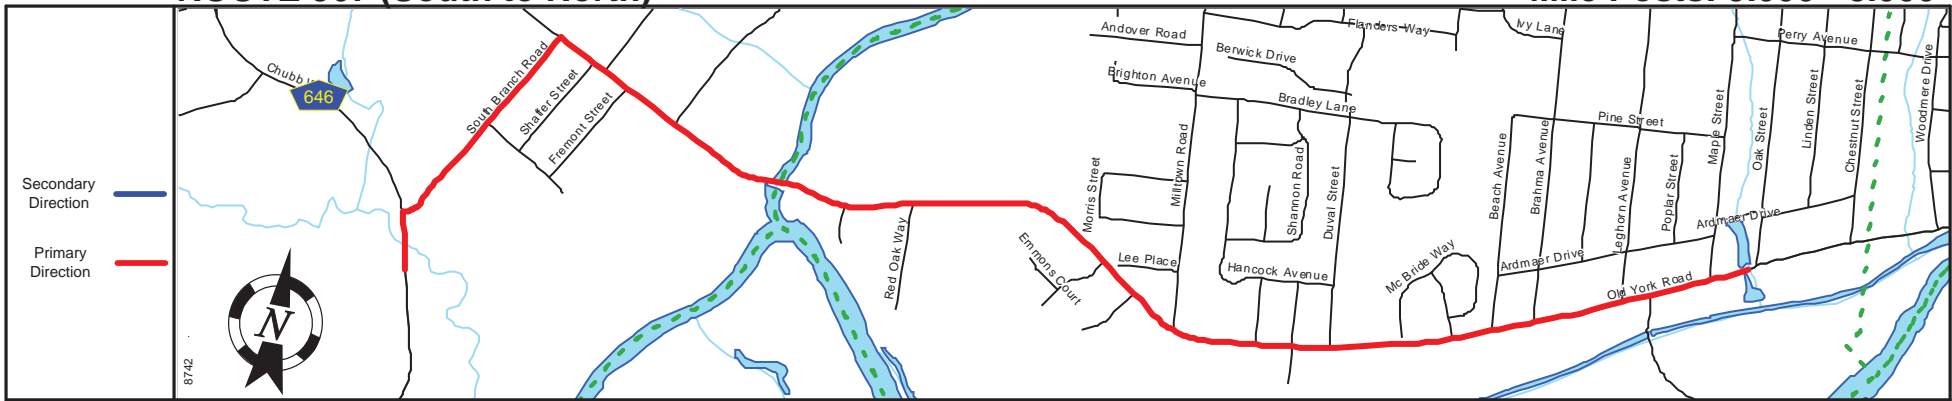 Secondary
Direction
Primary
Direction
8742
N
Chubb
646
South Branch Road
Shaffer Street
Fremont Street
Red Oak Way
Emmons Court
Morris Street
Lee Place
Andover Road
Brighton Avenue
Milltown Road
Berwick Drive
Bradley Lane
Flanders Way
Ivy Lane
Shannon Road
Duval Street
Hancock Avenue
Mc Bride Way
Beach Avenue
Brahma Avenue
Pine Street
Leghorn Avenue
Poplar Street
Maple Street
Oak Street
Perry Avenue
Linden Street
Chestnut Street
Woodmere Drive
Ardmaer Drive
Ardmaer Drive
Old York Road